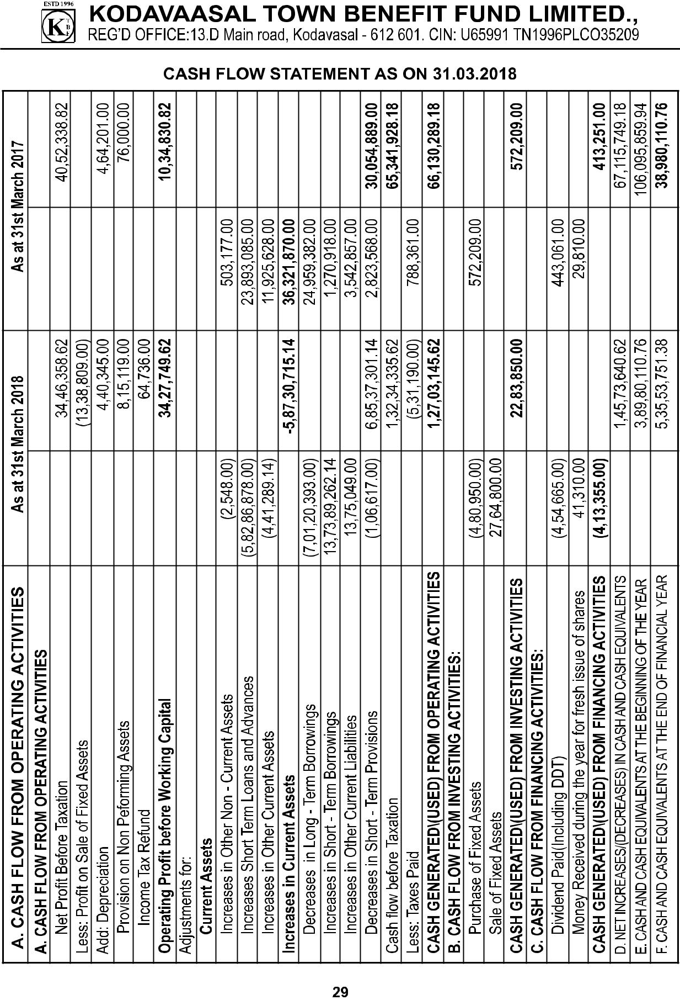 ESTD 1996
K T B F
KODAVAASAL TOWN BENEFIT FUND LIMITED.,
REG'D OFFICE:13.D Main road, Kodavasal - 612 601. CIN: U65991 TN1996PLCO35209
CASH FLOW STATEMENT AS ON 31.03.2018
A. CASH FLOW FROM OPERATING ACTIVITIES As at 31st March 2018 As at 31st March 2017
A. CASH FLOW FROM OPERATING ACTIVITIES
Net Profit Before Taxation 34,46,358.62 40,52,338.82
Less: Profit on Sale of Fixed Assets (13,38,809.00)
Add: Depreciation 4,40,345.00 4,64,201.00
Provision on Non Peforming Assets 8,15,119.00 76,000.00
Income Tax Refund 64,736.00
Operating Profit before Working Capital 34,27,749.62 10,34,830.82
Adjustments for:
Current Assets
Increases in Other Non - Current Assets (2,548.00) 503,177.00
Increases Short Term Loans and Advances (5,82,86,878.00) 23,893,085.00
Increases in Other Current Assets (4,41,289.14) 11,925,628.00
Increases in Current Assets -5,87,30,715.14 36,321,870.00
Decreases in Long - Term Borrowings (7,01,20,393.00) 24,959,382.00
Increases in Short - Term Borrowings 13,73,89,262.14 1,270,918.00
Increases in Other Current Liabilities 13,75,049.00 3,542,857.00
Decreases in Short - Term Provisions (1,06,617.00) 6,85,37,301.14 2,823,568.00 30,054,889.00
Cash flow before Taxation 1,32,34,335.62 65,341,928.18
Less: Taxes Paid (5,31,190.00) 788,361.00
CASH GENERATED\(USED) FROM OPERATING ACTIVITIES 1,27,03,145.62 66,130,289.18
B. CASH FLOW FROM INVESTING ACTIVITIES:
Purchase of Fixed Assets (4,80,950.00) 572,209.00
Sale of Fixed Assets 27,64,800.00
CASH GENERATED\(USED) FROM INVESTING ACTIVITIES 22,83,850.00 572,209.00
C. CASH FLOW FROM FINANCING ACTIVITIES:
Dividend Paid(Including DDT) (4,54,665.00) 443,061.00
Money Received during the year for fresh issue of shares 41,310.00 29,810.00
CASH GENERATED\(USED) FROM FINANCING ACTIVITIES (4,13,355.00) 413,251.00
D. NET INCREASES/(DECREASES) IN CASH AND CASH EQUIVALENTS 1,45,73,640.62 67,115,749.18
E. CASH AND CASH EQUIVALENTS AT THE BEGINNING OF THE YEAR 3,89,80,110.76 106,095,859.94
F. CASH AND CASH EQUIVALENTS AT THE END OF FINANCIAL YEAR 5,35,53,751.38 38,980,110.76
29